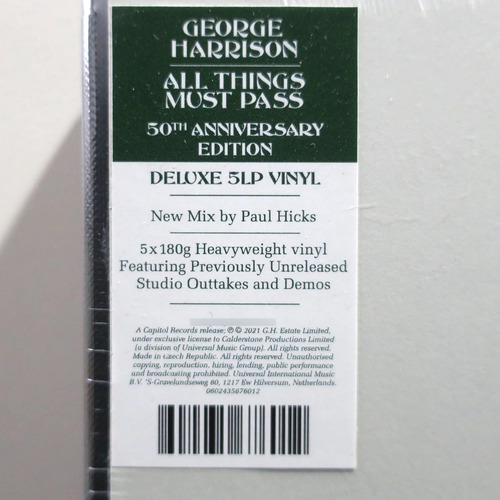 GEORGE
HARRISON
ALL THINGS
MUST PASS
50TH ANNIVERSARY
EDITION
DELUXE 5LP VINYL
New Mix by Paul Hicks
5x180g Heavyweight vinyl
Featuring Previously Unreleased
Studio Outtakes and Demos
A Capitol Records release; ℗ © 2021 G.H. Estate Limited,
under exclusive license to Calderstone Productions Limited
(a division of Universal Music Group). All rights reserved.
Made in Czech Republic. All rights reserved. Unauthorised
copying, reproduction, hiring, lending, public performance
and broadcasting prohibited. Universal International Music
B.V. 'S-Gravelandseweg 80, 1217 Ew Hilversum, Netherlands.
0602435676012